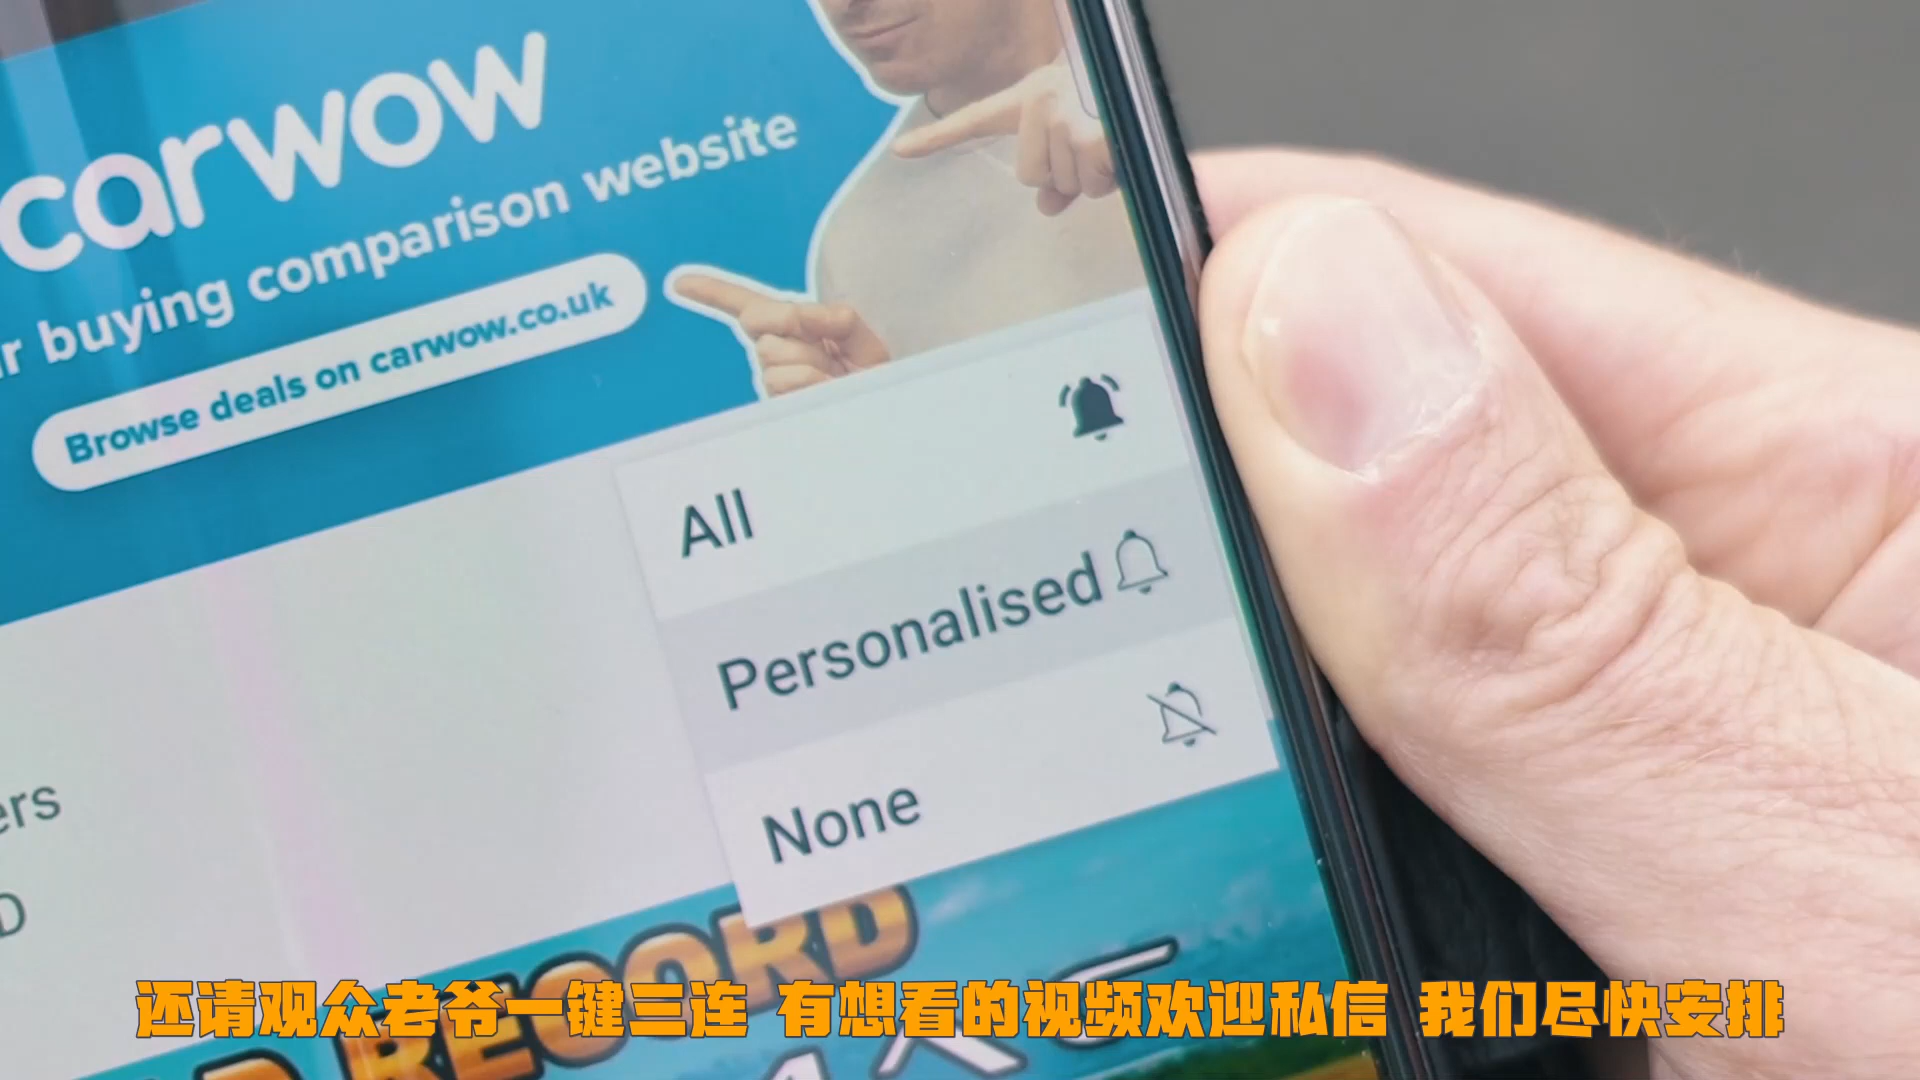 carwow
r buying comparison website
Browse deals on carwow.co.uk
All
Personalised
None
ers
D
RECORD
还请观众老爷一键三连 有想看的视频欢迎私信 我们尽快安排